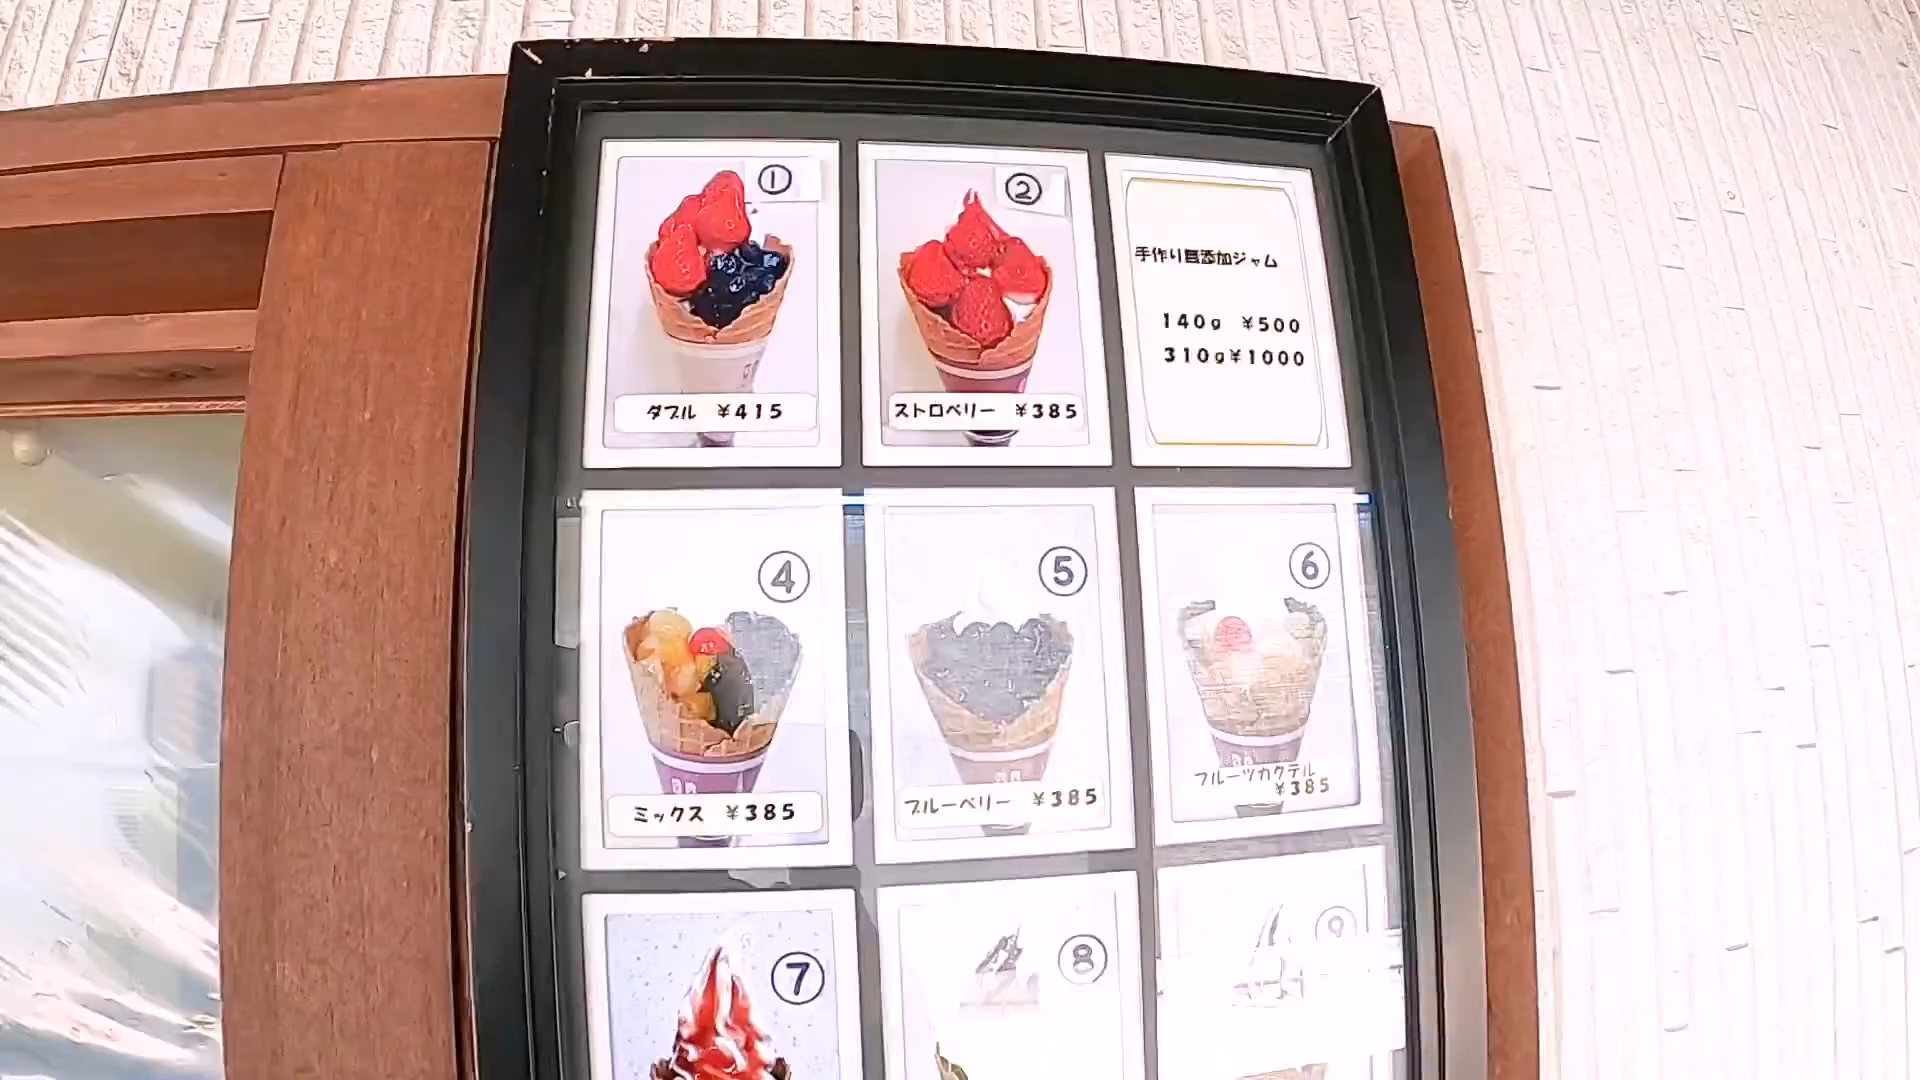 ①
ダブル ¥415
②
ストロベリー ¥385
手作り無添加ジャム
140g ¥500
310g¥1000
④
ミックス ¥385
⑤
ブルーベリー ¥385
⑥
フルーツカクテル
¥385
⑦
⑧
⑨